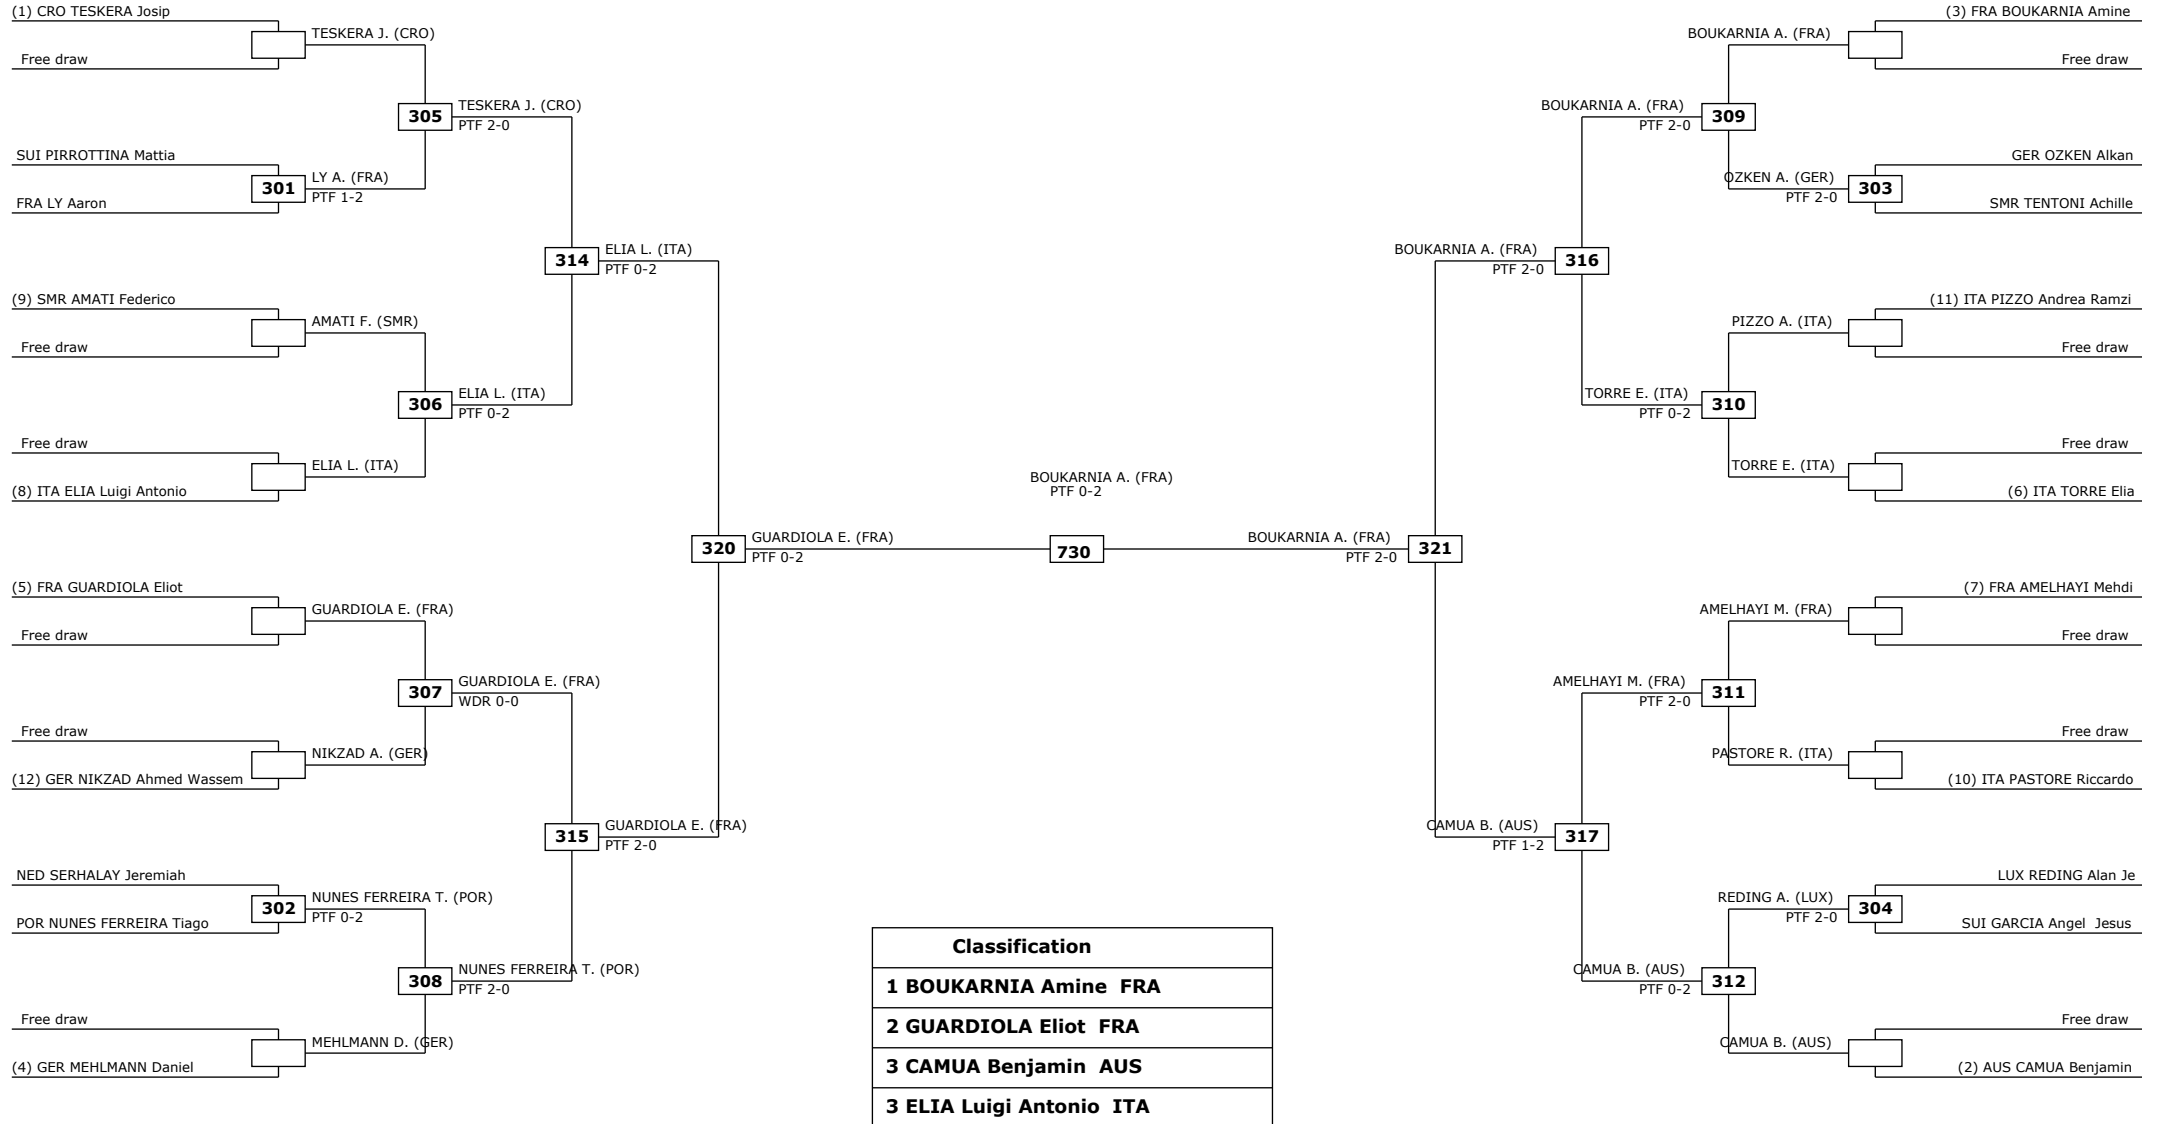 (1) CRO TESKERA Josip
TESKERA J. (CRO)
Free draw
305
TESKERA J. (CRO)
PTF 2-0
SUI PIRROTTINA Mattia
301
LY A. (FRA)
PTF 1-2
FRA LY Aaron
314
ELIA L. (ITA)
PTF 0-2
(9) SMR AMATI Federico
AMATI F. (SMR)
Free draw
306
ELIA L. (ITA)
PTF 0-2
Free draw
ELIA L. (ITA)
(8) ITA ELIA Luigi Antonio
320
GUARDIOLA E. (FRA)
PTF 0-2
(5) FRA GUARDIOLA Eliot
GUARDIOLA E. (FRA)
Free draw
307
GUARDIOLA E. (FRA)
WDR 0-0
Free draw
NIKZAD A. (GER)
(12) GER NIKZAD Ahmed Wassem
315
GUARDIOLA E. (FRA)
PTF 2-0
NED SERHALAY Jeremiah
302
NUNES FERREIRA T. (POR)
PTF 0-2
POR NUNES FERREIRA Tiago
308
NUNES FERREIRA T. (POR)
PTF 2-0
Free draw
MEHLMANN D. (GER)
(4) GER MEHLMANN Daniel
BOUKARNIA A. (FRA)
PTF 0-2
730
(3) FRA BOUKARNIA Amine
BOUKARNIA A. (FRA)
Free draw
BOUKARNIA A. (FRA)
PTF 2-0
309
GER OZKEN Alkan
OZKEN A. (GER)
PTF 2-0
303
SMR TENTONI Achille
BOUKARNIA A. (FRA)
PTF 2-0
316
(11) ITA PIZZO Andrea Ramzi
PIZZO A. (ITA)
Free draw
TORRE E. (ITA)
PTF 0-2
310
Free draw
TORRE E. (ITA)
(6) ITA TORRE Elia
BOUKARNIA A. (FRA)
PTF 2-0
321
(7) FRA AMELHAYI Mehdi
AMELHAYI M. (FRA)
Free draw
AMELHAYI M. (FRA)
PTF 2-0
311
Free draw
PASTORE R. (ITA)
(10) ITA PASTORE Riccardo
CAMUA B. (AUS)
PTF 1-2
317
LUX REDING Alan Je
REDING A. (LUX)
PTF 2-0
304
SUI GARCIA Angel  Jesus
CAMUA B. (AUS)
PTF 0-2
312
Free draw
CAMUA B. (AUS)
(2) AUS CAMUA Benjamin
Classification
1 BOUKARNIA Amine  FRA
2 GUARDIOLA Eliot  FRA
3 CAMUA Benjamin  AUS
3 ELIA Luigi Antonio  ITA